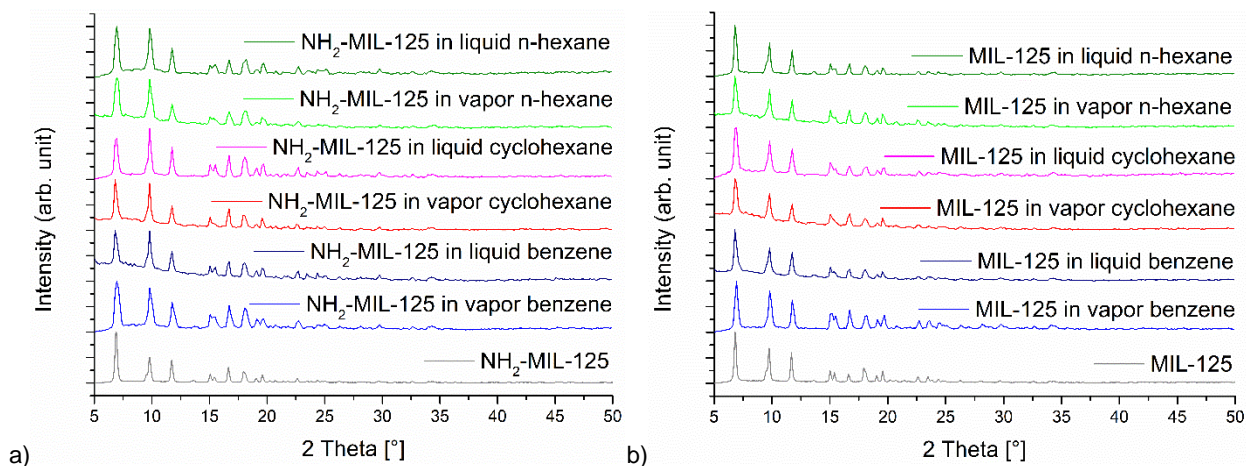 NH2-MIL-125 in liquid n-hexane
NH2-MIL-125 in vapor n-hexane
NH2-MIL-125 in liquid cyclohexane
NH2-MIL-125 in vapor cyclohexane
NH2-MIL-125 in liquid benzene
NH2-MIL-125 in vapor benzene
NH2-MIL-125
Intensity (arb. unit)
5 10 15 20 25 30 35 40 45 50
2 Theta [°]
a)
MIL-125 in liquid n-hexane
MIL-125 in vapor n-hexane
MIL-125 in liquid cyclohexane
MIL-125 in vapor cyclohexane
MIL-125 in liquid benzene
MIL-125 in vapor benzene
MIL-125
Intensity (arb. unit)
5 10 15 20 25 30 35 40 45 50
2 Theta [°]
b)